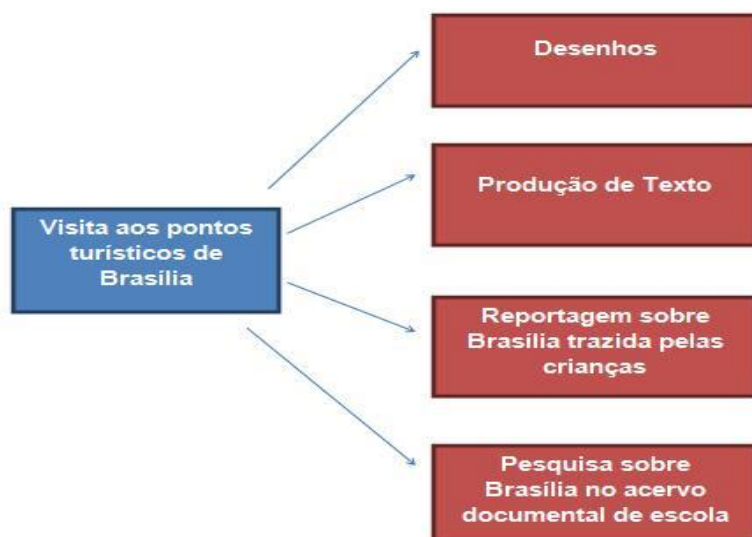 Visita aos pontos
turísticos de
Brasília
Desenhos
Produção de Texto
Reportagem sobre
Brasília trazida pelas
crianças
Pesquisa sobre
Brasília no acervo
documental de escola